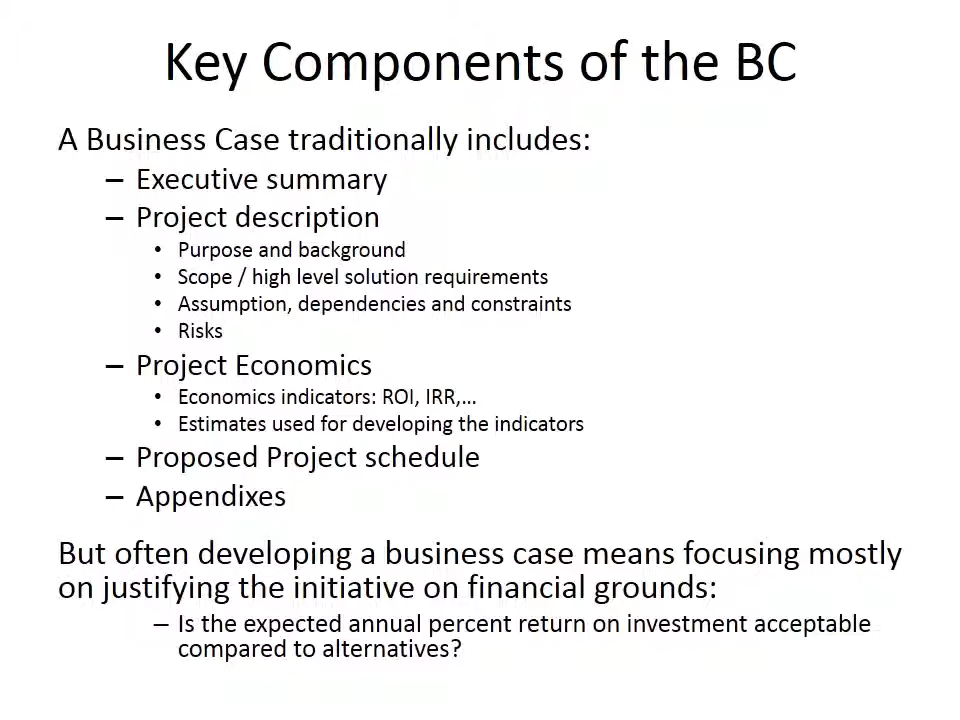 Key Components of the BC
A Business Case traditionally includes:
– Executive summary
– Project description
• Purpose and background
• Scope / high level solution requirements
• Assumption, dependencies and constraints
• Risks
– Project Economics
• Economics indicators: ROI, IRR,...
• Estimates used for developing the indicators
– Proposed Project schedule
– Appendixes
But often developing a business case means focusing mostly
on justifying the initiative on financial grounds:
– Is the expected annual percent return on investment acceptable
compared to alternatives?